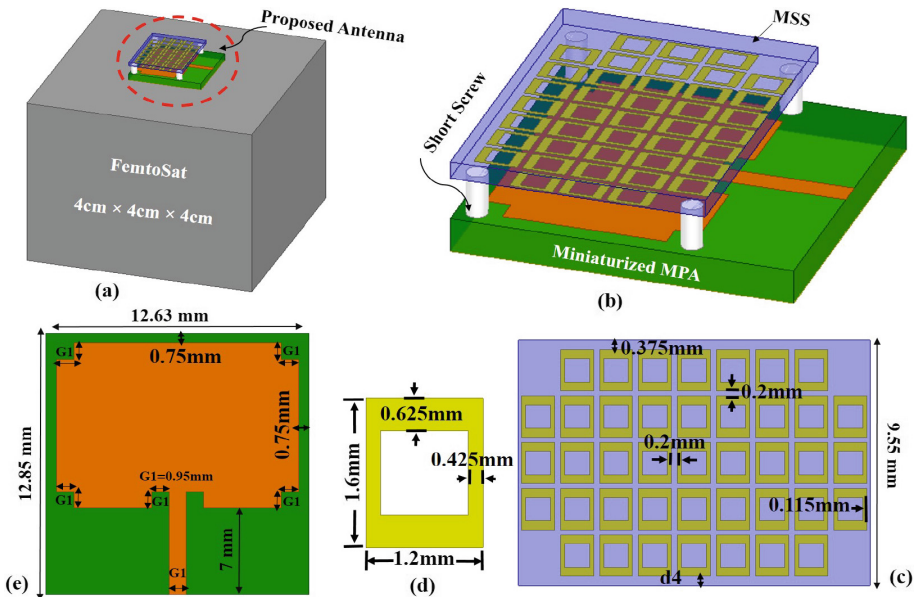 Proposed Antenna
FemtoSat
4cm × 4cm × 4cm
(a)
MSS
Short Screw
Miniaturized MPA
(b)
12.63 mm
G1
G1
0.75mm
0.75mm
12.85 mm
G1=0.95mm
G1
G1
G1
7 mm
G1
(e)
0.625mm
0.425mm
1.6mm
1.2mm
(d)
0.375mm
0.2mm
0.2mm
9.55 mm
0.115mm
d4
(c)